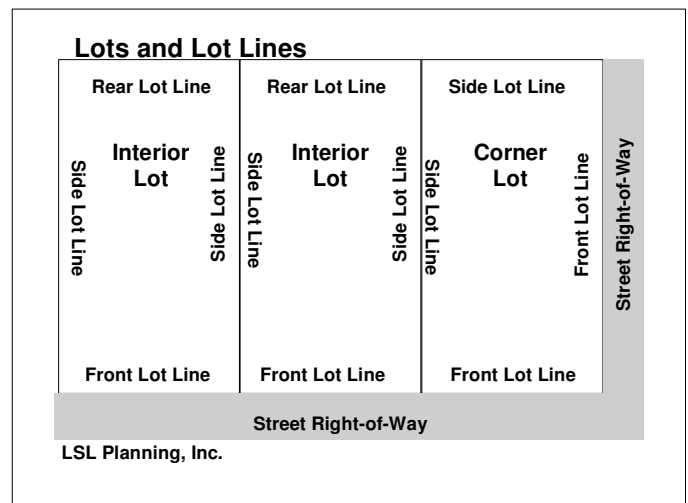 Lots and Lot Lines
Rear Lot Line
Rear Lot Line
Side Lot Line
Interior
Lot
Interior
Lot
Corner
Lot
Side Lot Line
Side Lot Line
Side Lot Line
Side Lot Line
Side Lot Line
Front Lot Line
Street Right-of-Way
Front Lot Line
Front Lot Line
Front Lot Line
Street Right-of-Way
LSL Planning, Inc.